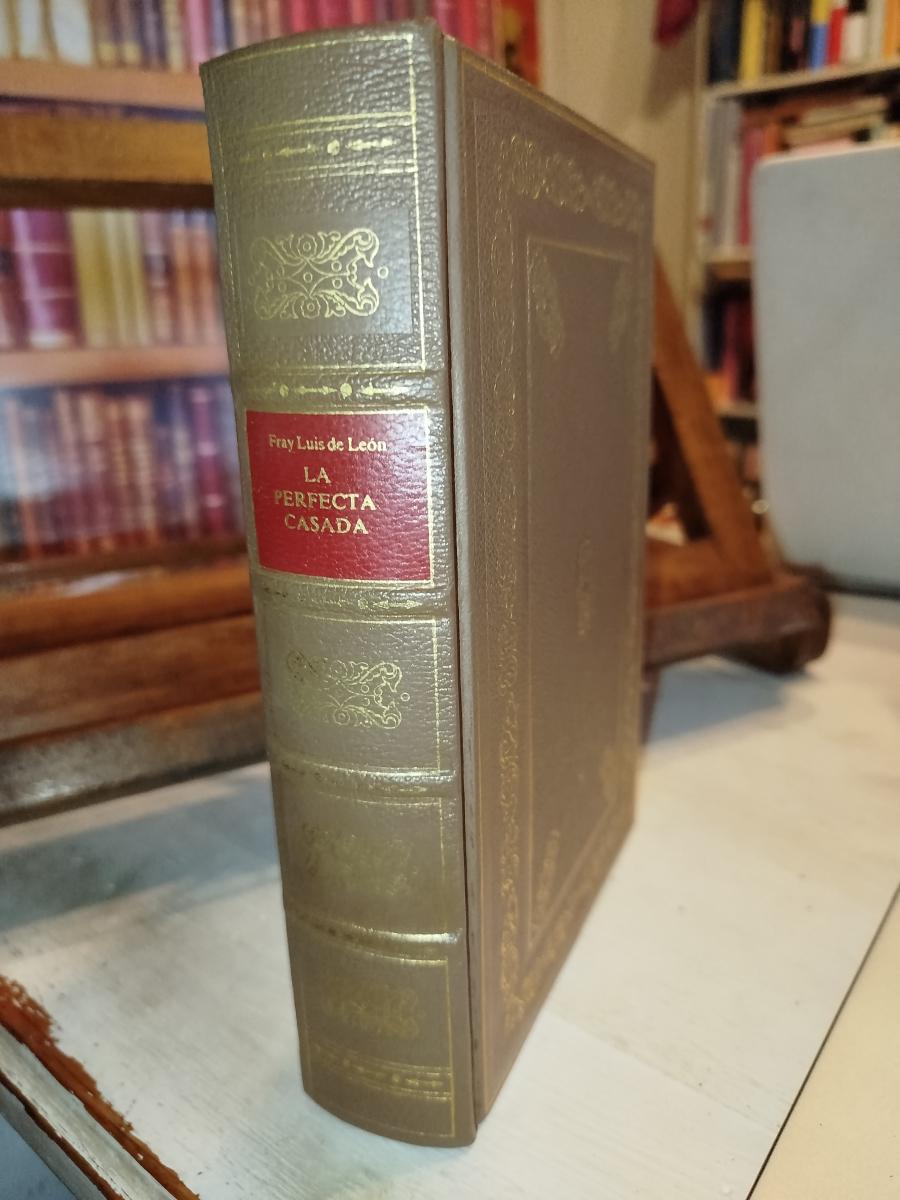 Fray Luis de León
LA
PERFECTA
CASADA